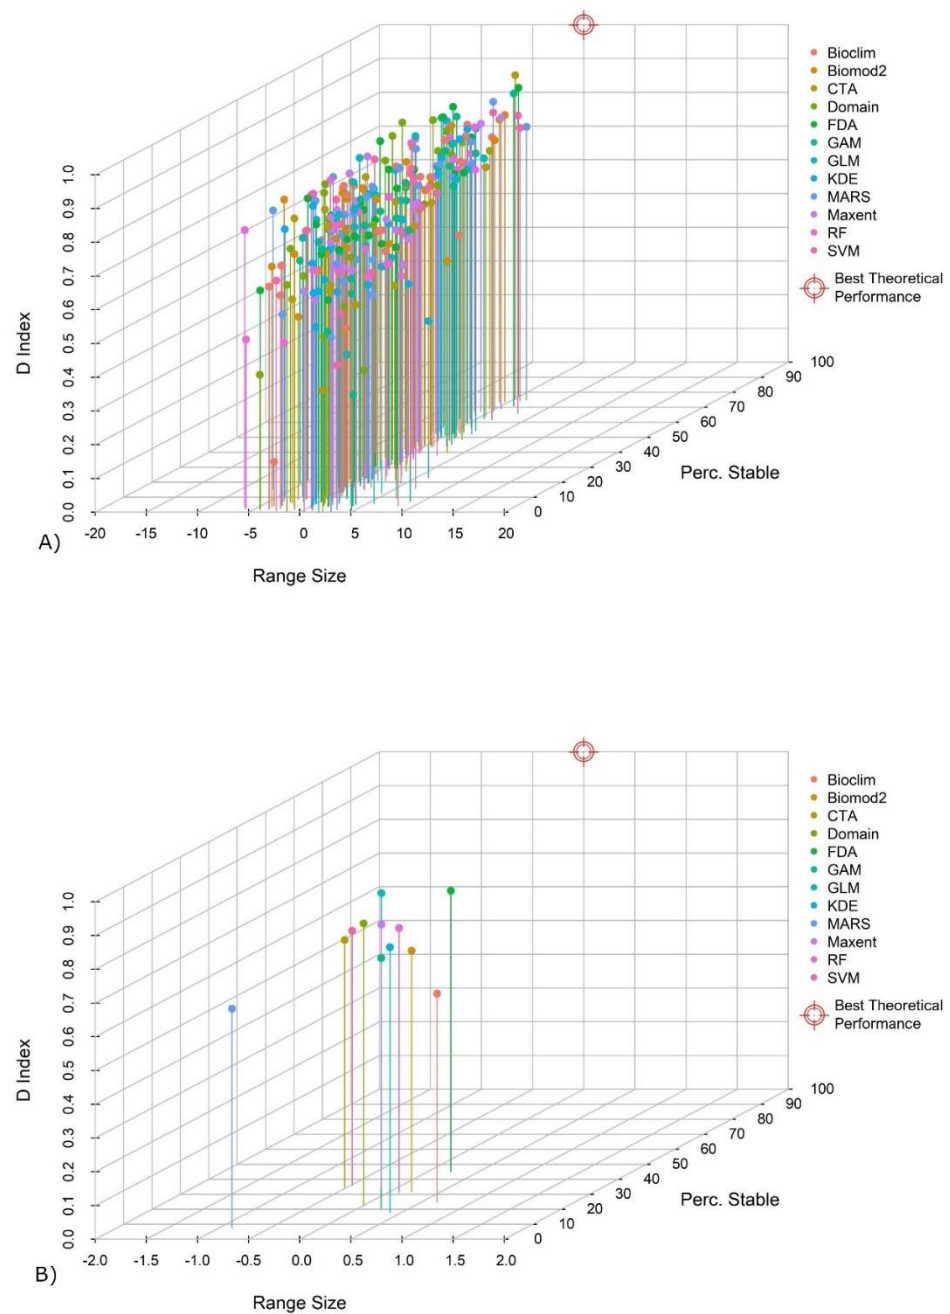 Bioclim
Biomod2
CTA
Domain
FDA
GAM
GLM
KDE
MARS
Maxent
RF
SVM
Best Theoretical
Performance
D Index
1.0
0.9
0.8
0.7
0.6
0.5
0.4
0.3
0.2
0.1
0.0
100
90
80
70
60
50
40
30
20
10
0
Perc. Stable
-20
-15
-10
-5
0
5
10
15
20
A)
Range Size
Bioclim
Biomod2
CTA
Domain
FDA
GAM
GLM
KDE
MARS
Maxent
RF
SVM
Best Theoretical
Performance
D Index
1.0
0.9
0.8
0.7
0.6
0.5
0.4
0.3
0.2
0.1
0.0
100
90
80
70
60
50
40
30
20
10
0
Perc. Stable
-2.0
-1.5
-1.0
-0.5
0.0
0.5
1.0
1.5
2.0
B)
Range Size